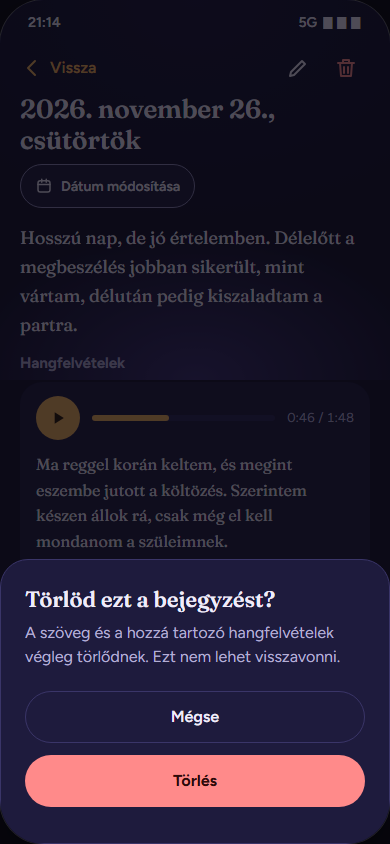 21:14
5G
Vissza
2026. november 26.,
csütörtök
Dátum módosítása
Hosszú nap, de jó értelemben. Délelőtt a
megbeszélés jobban sikerült, mint
vártam, délután pedig kiszaladtam a
partra.
Hangfelvételek
0:46 / 1:48
Ma reggel korán keltem, és megint
eszembe jutott a költözés. Szerintem
készen állok rá, csak még el kell
mondanom a szüleimnek.
Törlöd ezt a bejegyzést?
A szöveg és a hozzá tartozó hangfelvételek
végleg törlődnek. Ezt nem lehet visszavonni.
Mégse
Törlés